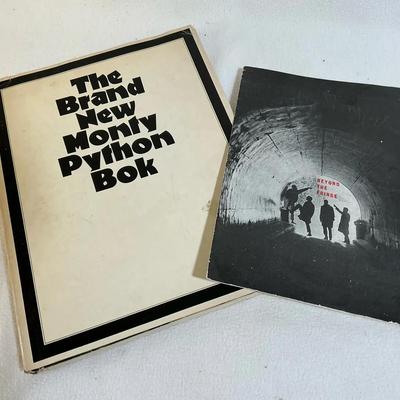 The
Brand
New
Monty
Python
Bok
BEYOND
THE
FRINGE